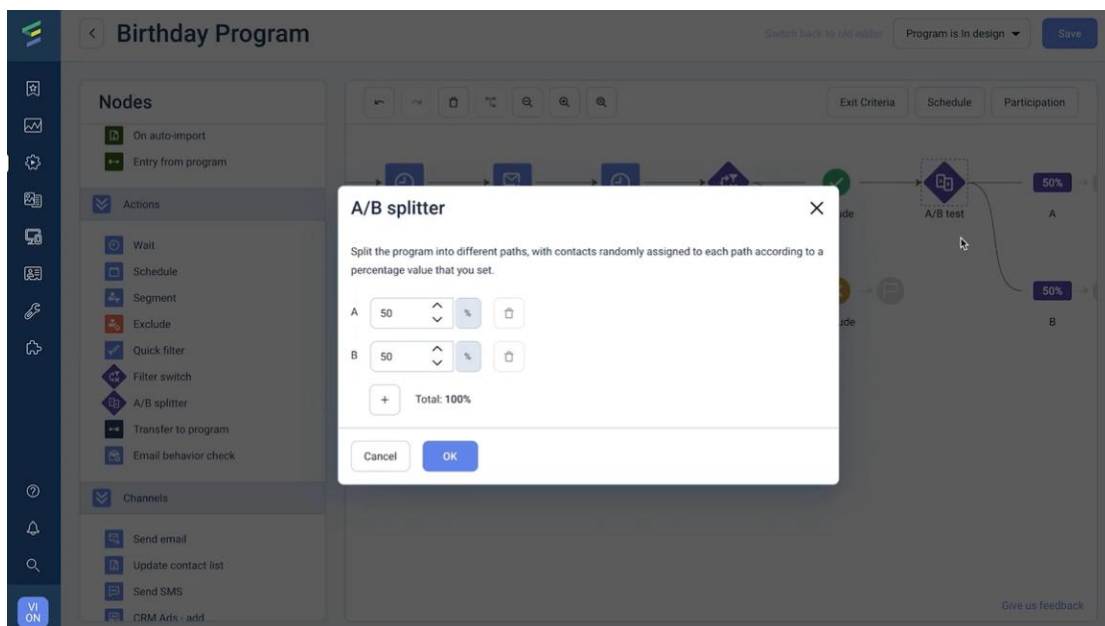 Birthday Program
Switch back to old editor
Program is In design
Save
Nodes
Exit Criteria
Schedule
Participation
On auto-import
Entry from program
Actions
Wait
Schedule
Segment
Exclude
Quick filter
Filter switch
A/B splitter
Transfer to program
Email behavior check
Channels
Send email
Update contact list
Send SMS
CRM Ads - add
A/B splitter
Split the program into different paths, with contacts randomly assigned to each path according to a
percentage value that you set.
A 50 %
B 50 %
+ Total: 100%
Cancel
OK
ude
A/B test
50%
A
ude
50%
B
Give us feedback
VI
ON